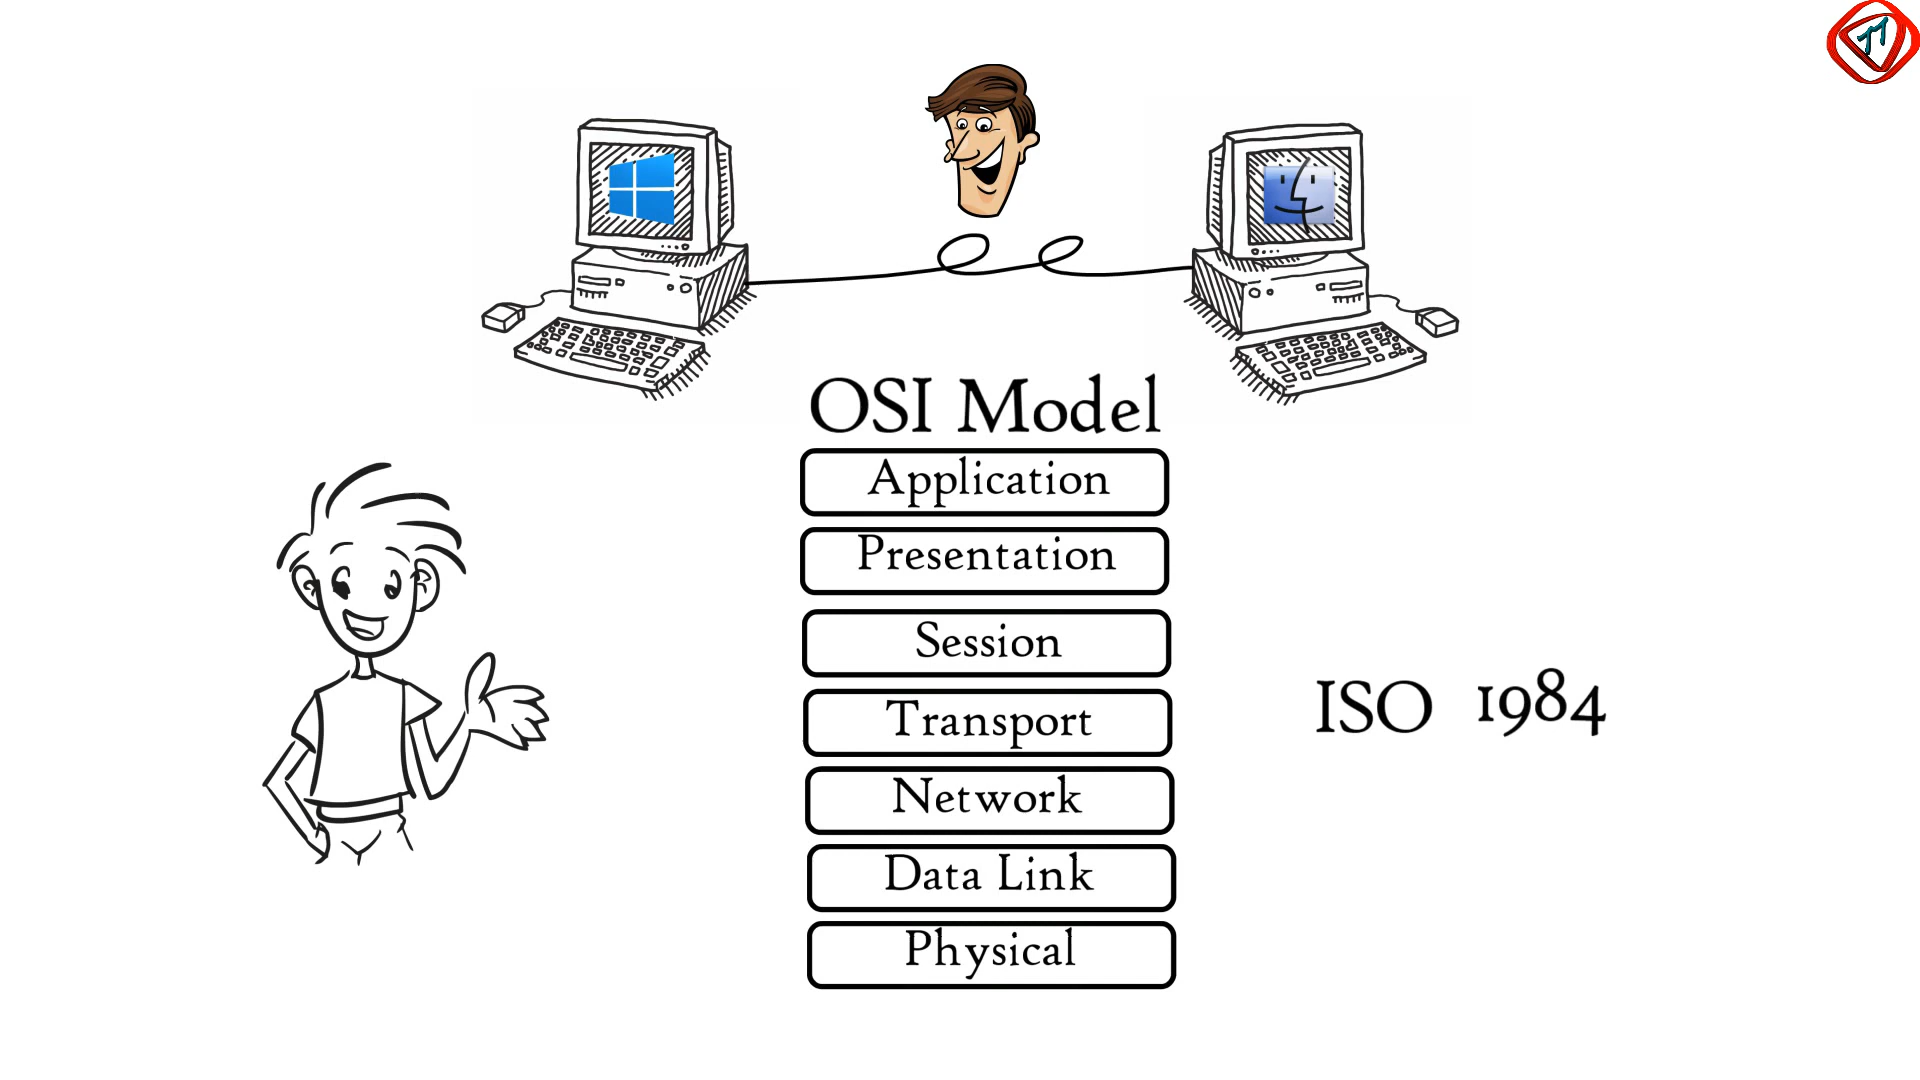 OSI Model
Application
Presentation
Session
Transport
Network
Data Link
Physical
ISO 1984